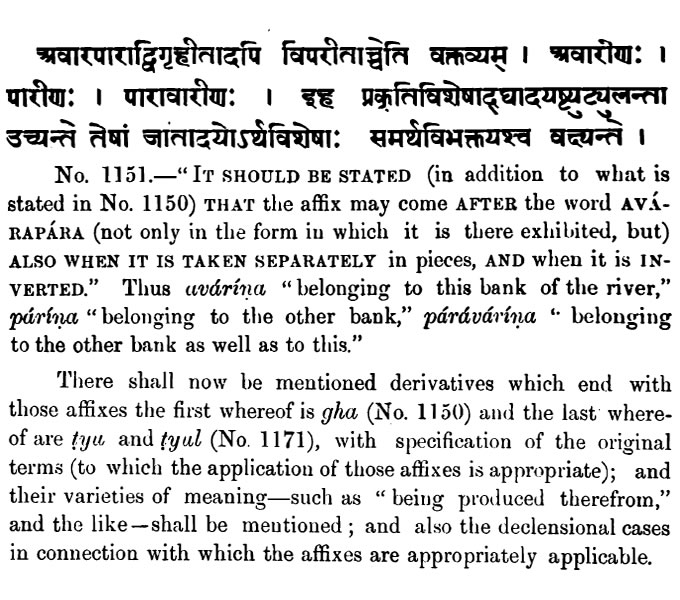 अवारपाराद्विगृहीतादपि विपरीताच्चेति वक्तव्यम् । अवारीणः ।
पारीणः । पारावारीणः । इह प्रकृतिविशेषाद्घादयष्ट्युट्युलन्ता
उच्यन्ते तेषां जातादयोऽर्थविशेषाः समर्थविभक्तयश्च वक्ष्यन्ते ।
No. 1151.—“IT SHOULD BE STATED (in addition to what is
stated in No. 1150) THAT the affix may come AFTER the word AVÁ-
RAPÁRA (not only in the form in which it is there exhibited, but)
ALSO WHEN IT IS TAKEN SEPARATELY in pieces, AND when it is IN-
VERTED.” Thus avárína “belonging to this bank of the river,”
páríṇa “belonging to the other bank,” páráváríṇa “ belonging
to the other bank as well as to this.”
There shall now be mentioned derivatives which end with
those affixes the first whereof is gha (No. 1150) and the last where-
of are ṭyu and ṭyul (No. 1171), with specification of the original
terms (to which the application of those affixes is appropriate); and
their varieties of meaning—such as “being produced therefrom,”
and the like—shall be mentioned ; and also the declensional cases
in connection with which the affixes are appropriately applicable.